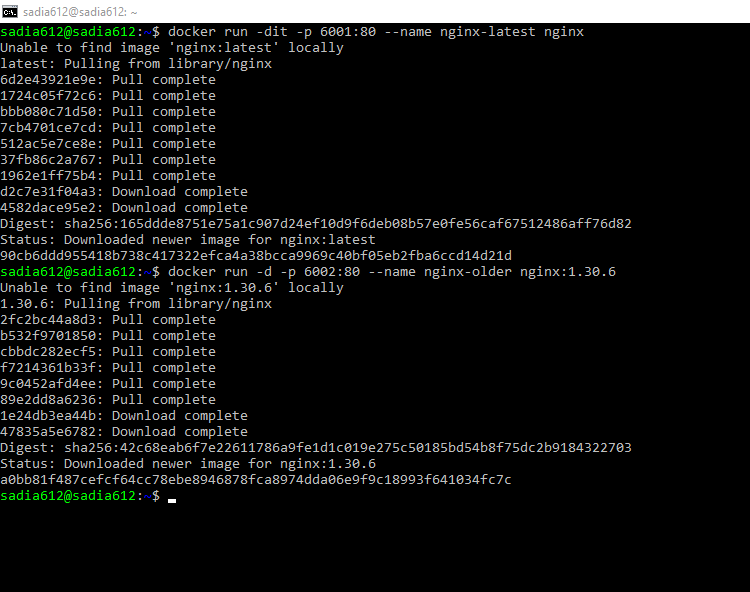 sadia612@sadia612: ~
sadia612@sadia612:~$ docker run -dit -p 6001:80 --name nginx-latest nginx
Unable to find image 'nginx:latest' locally
latest: Pulling from library/nginx
6d2e43921e9e: Pull complete
1724c05f72c6: Pull complete
bbb080c71d50: Pull complete
7cb4701ce7cd: Pull complete
512ac5e7ce8e: Pull complete
37fb86c2a767: Pull complete
1962e1ff75b4: Pull complete
d2c7e31f04a3: Download complete
4582dace95e2: Download complete
Digest: sha256:165ddde8751e75a1c907d24ef10d9f6deb08b57e0fe56caf67512486aff76d82
Status: Downloaded newer image for nginx:latest
90cb6ddd955418b738c417322efca4a38bcca9969c40bf05eb2fba6ccd14d21d
sadia612@sadia612:~$ docker run -d -p 6002:80 --name nginx-older nginx:1.30.6
Unable to find image 'nginx:1.30.6' locally
1.30.6: Pulling from library/nginx
2fc2bc44a8d3: Pull complete
b532f9701850: Pull complete
cbbdc282ecf5: Pull complete
f7214361b33f: Pull complete
9c0452afd4ee: Pull complete
89e2dd8a6236: Pull complete
1e24db3ea44b: Download complete
47835a5e6782: Download complete
Digest: sha256:42c68eab6f7e22611786a9fe1d1c019e275c50185bd54b8f75dc2b9184322703
Status: Downloaded newer image for nginx:1.30.6
a0bb81f487cefcf64cc78ebe8946878fca8974dda06e9f9c18993f641034fc7c
sadia612@sadia612:~$